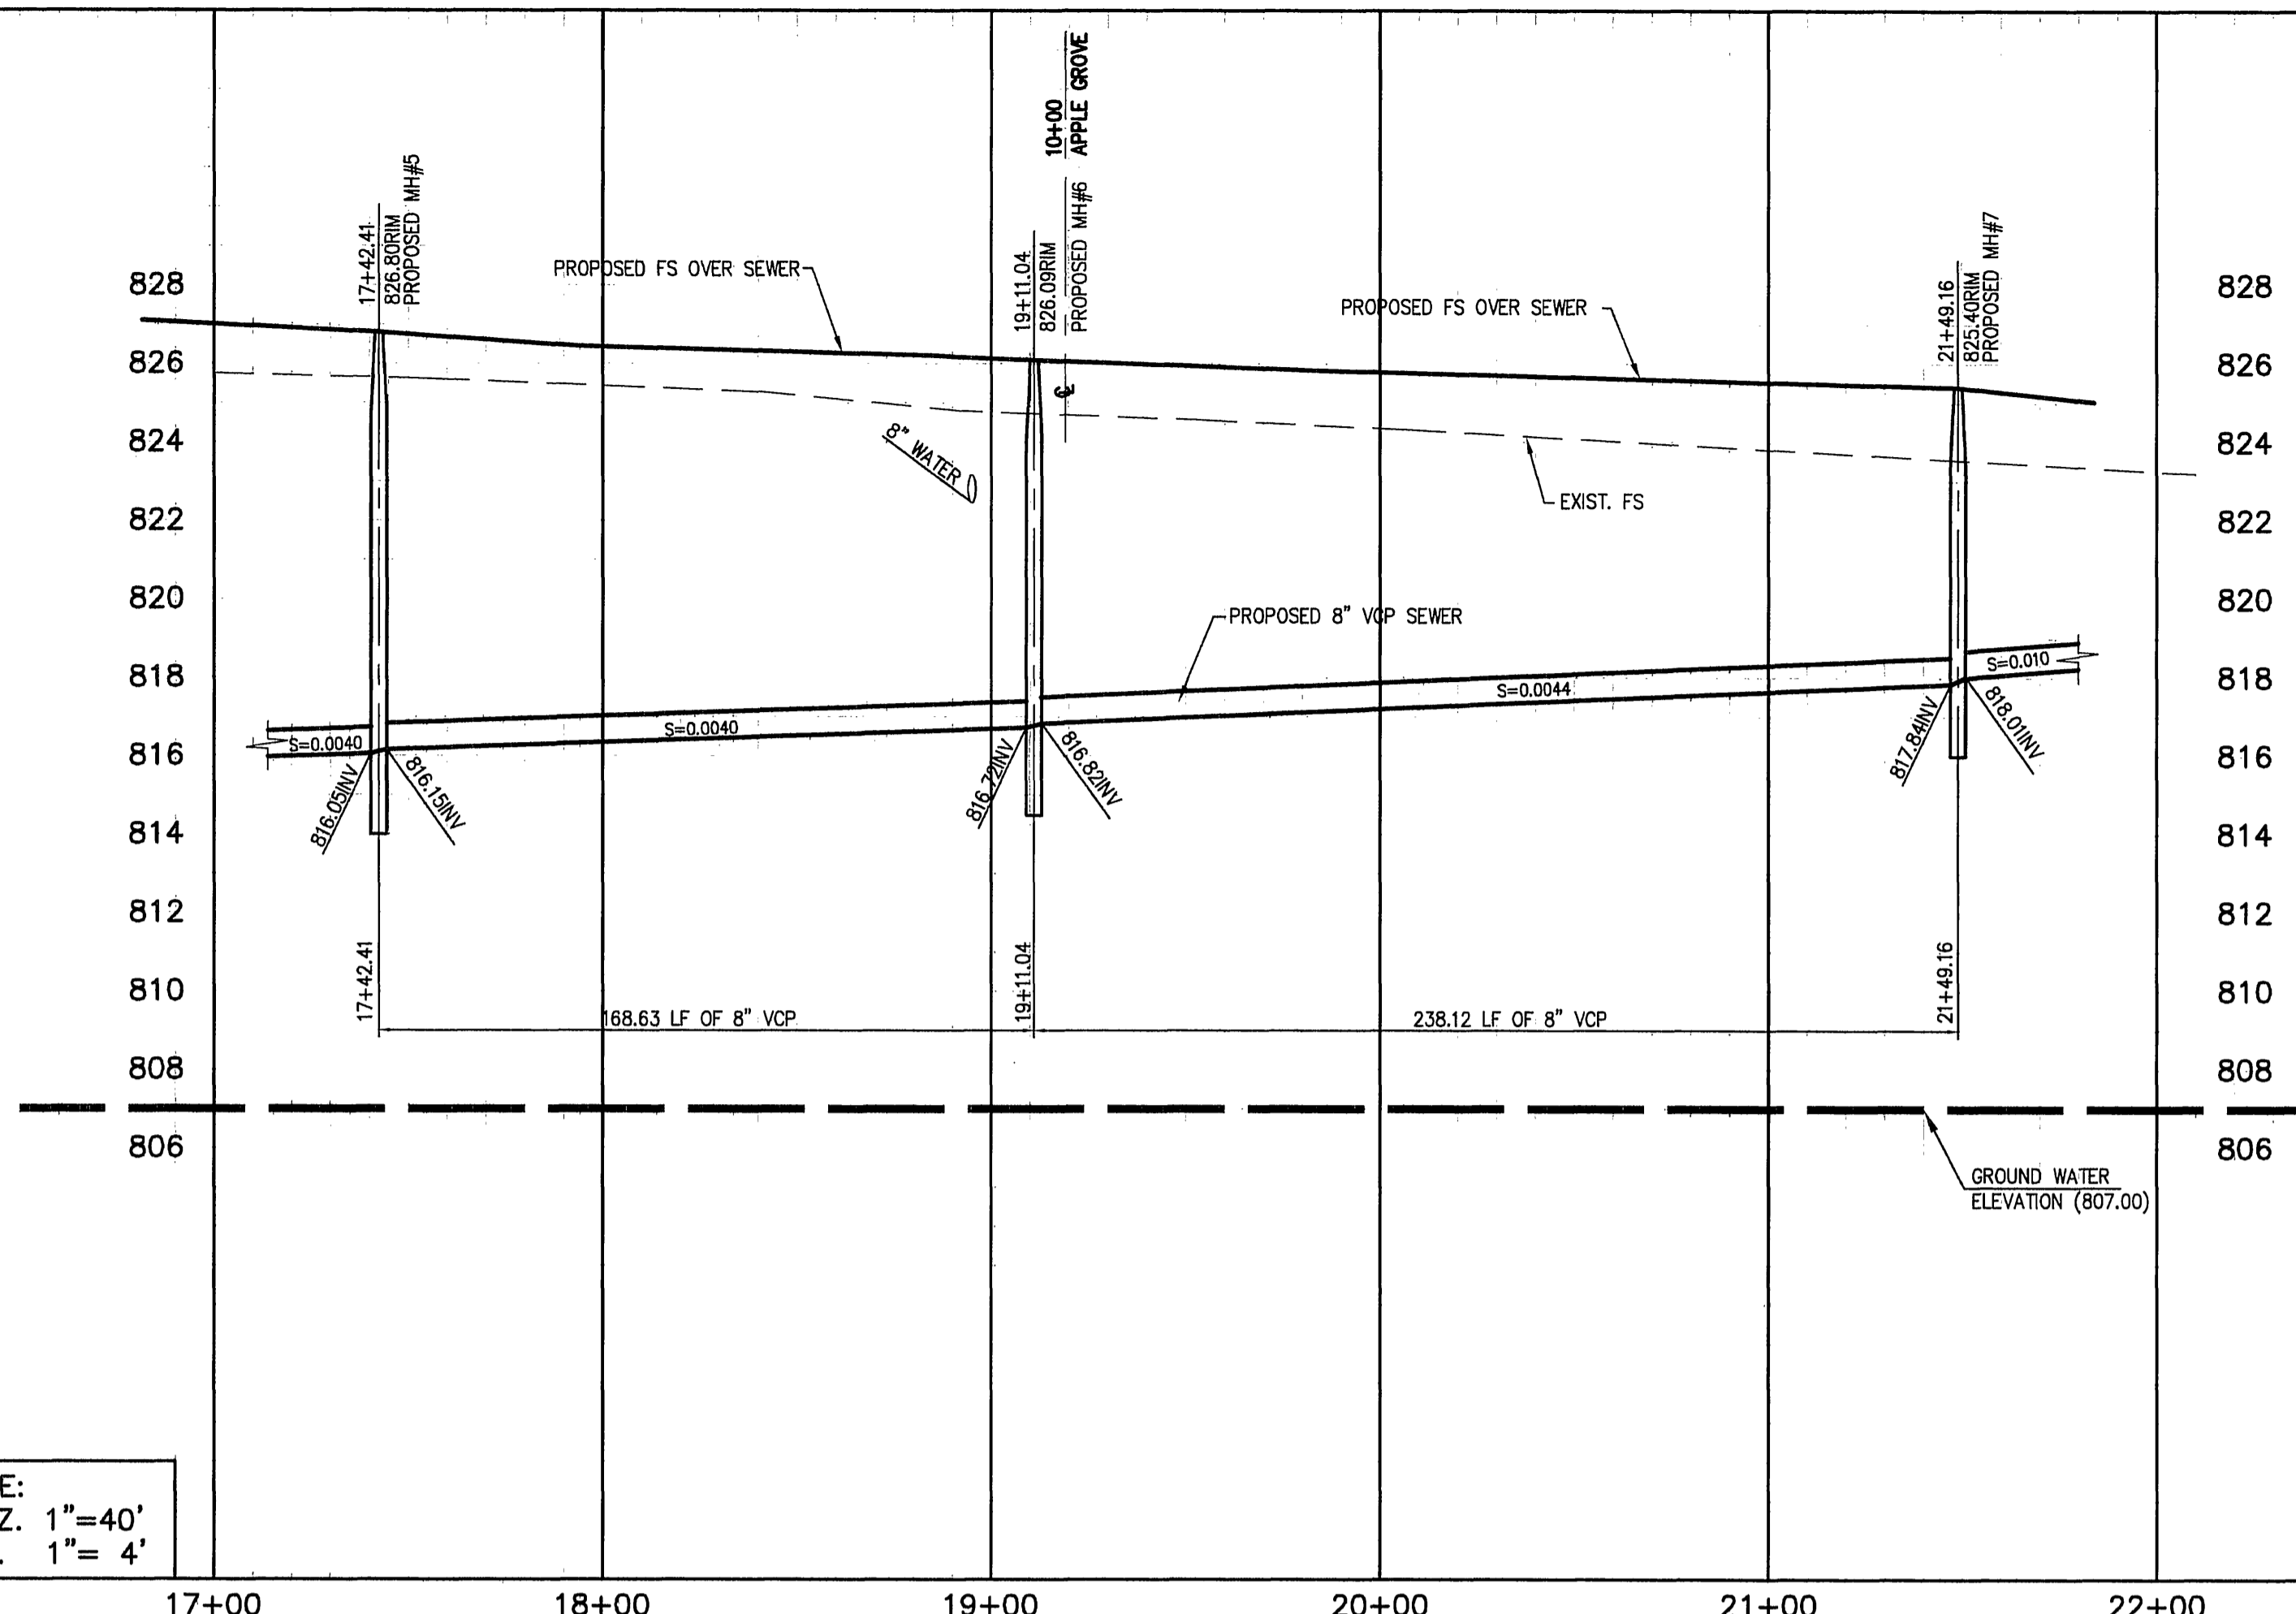 10+00
APPLE GROVE
17+42.41
826.80RIM
PROPOSED MH#5
19+11.04
826.09RIM
PROPOSED MH#6
21+49.16
825.40RIM
PROPOSED MH#7
PROPOSED FS OVER SEWER
PROPOSED FS OVER SEWER
828
828
826
826
824
824
822
822
820
820
818
818
816
816
814
814
812
812
810
810
808
808
806
806
8" WATER
EXIST. FS
PROPOSED 8" VCP SEWER
S=0.0040
S=0.0040
S=0.0044
S=0.010
816.05INV
816.15INV
816.72INV
816.82INV
817.84INV
818.01INV
17+42.41
19+11.04
21+49.16
168.63 LF OF 8" VCP
238.12 LF OF 8" VCP
GROUND WATER
ELEVATION (807.00)
E:
Z. 1"=40'
. 1"= 4'
17+00
18+00
19+00
20+00
21+00
22+00